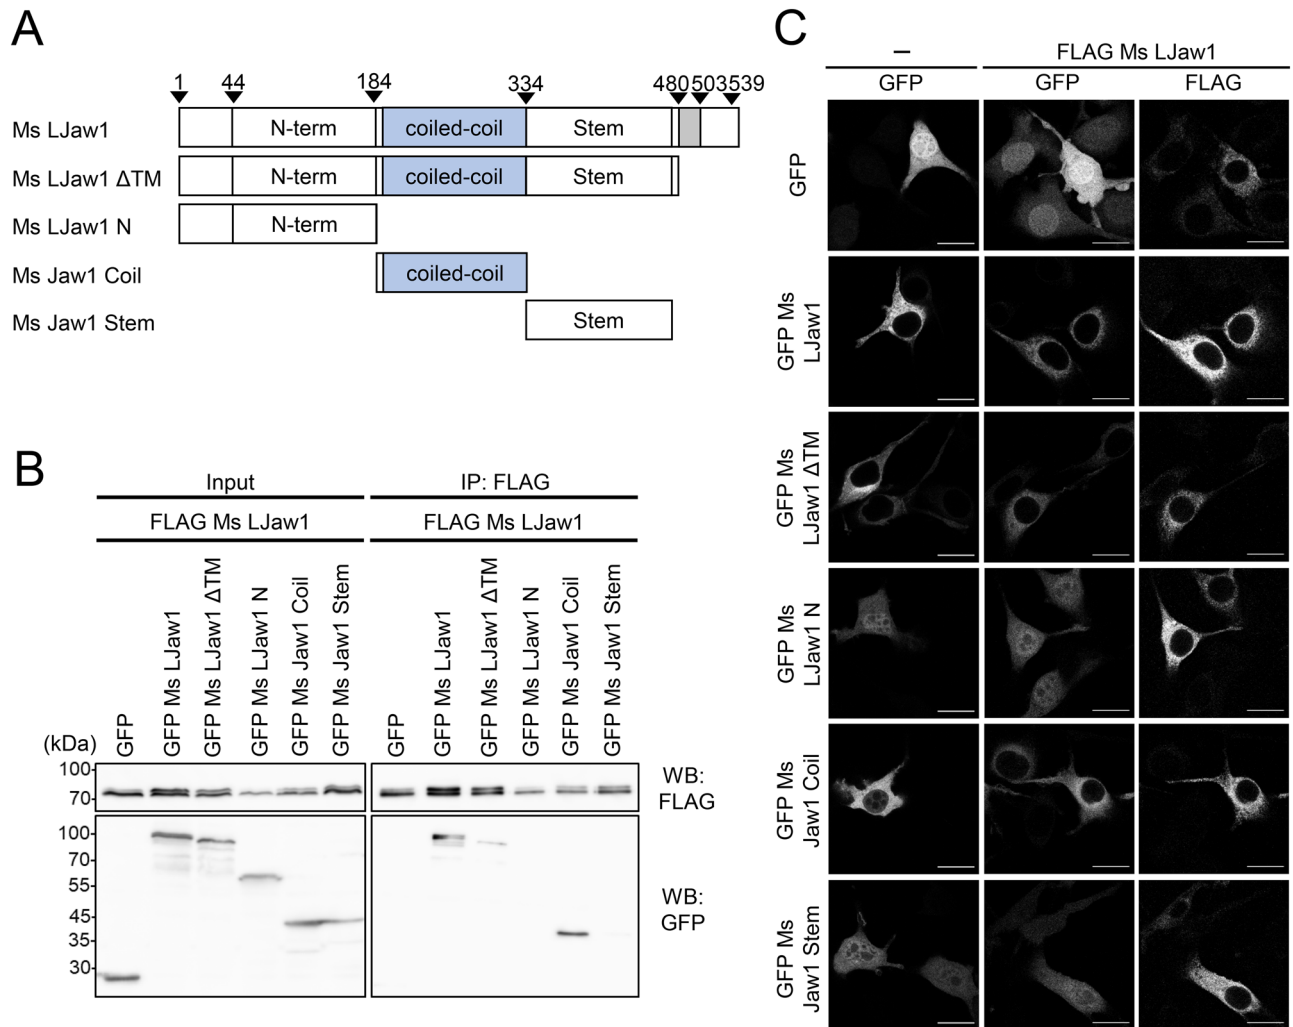 A
1 44 184 334 480 503 539
Ms LJaw1 N-term coiled-coil Stem
Ms LJaw1 ΔTM N-term coiled-coil Stem
Ms LJaw1 N N-term
Ms Jaw1 Coil coiled-coil
Ms Jaw1 Stem Stem
B
Input IP: FLAG
FLAG Ms LJaw1 FLAG Ms LJaw1
(kDa)
GFP
GFP Ms LJaw1
GFP Ms LJaw1 ΔTM
GFP Ms LJaw1 N
GFP Ms Jaw1 Coil
GFP Ms Jaw1 Stem
GFP
GFP Ms LJaw1
GFP Ms LJaw1 ΔTM
GFP Ms LJaw1 N
GFP Ms Jaw1 Coil
GFP Ms Jaw1 Stem
100-
70-
WB:
FLAG
100-
70-
55-
45-
35-
30-
WB:
GFP
C
– FLAG Ms LJaw1
GFP GFP FLAG
GFP
GFP Ms
LJaw1
GFP Ms
LJaw1 ΔTM
GFP Ms
LJaw1 N
GFP Ms
Jaw1 Coil
GFP Ms
Jaw1 Stem